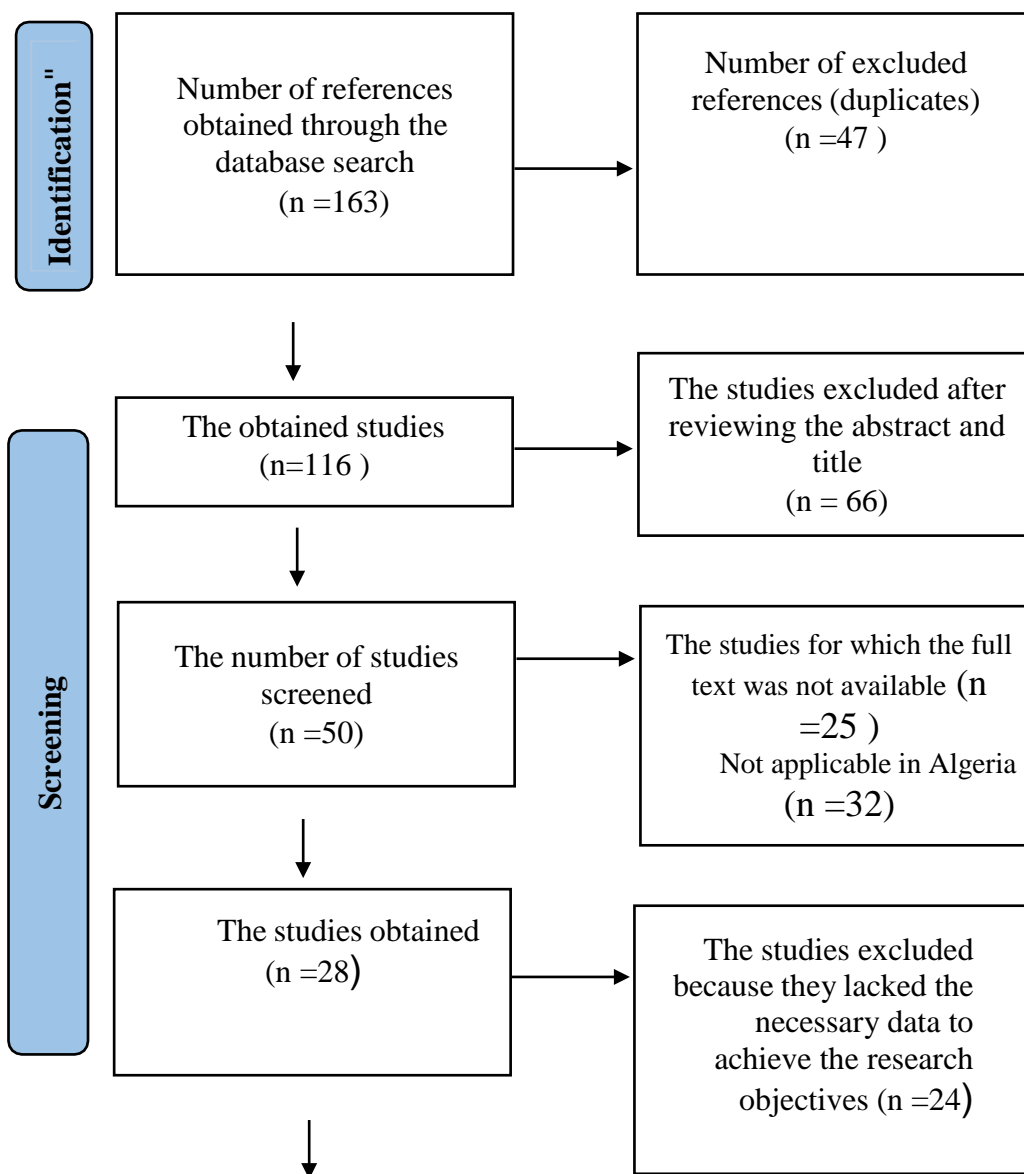 Identification"
Number of references
obtained through the
database search
(n =163)
Number of excluded
references (duplicates)
(n =47 )
The obtained studies
(n=116 )
The studies excluded after
reviewing the abstract and
title
(n = 66)
Screening
The number of studies
screened
(n =50)
The studies for which the full
text was not available (n
=25 )
Not applicable in Algeria
(n =32)
The studies obtained
(n =28)
The studies excluded
because they lacked the
necessary data to
achieve the research
objectives (n =24)